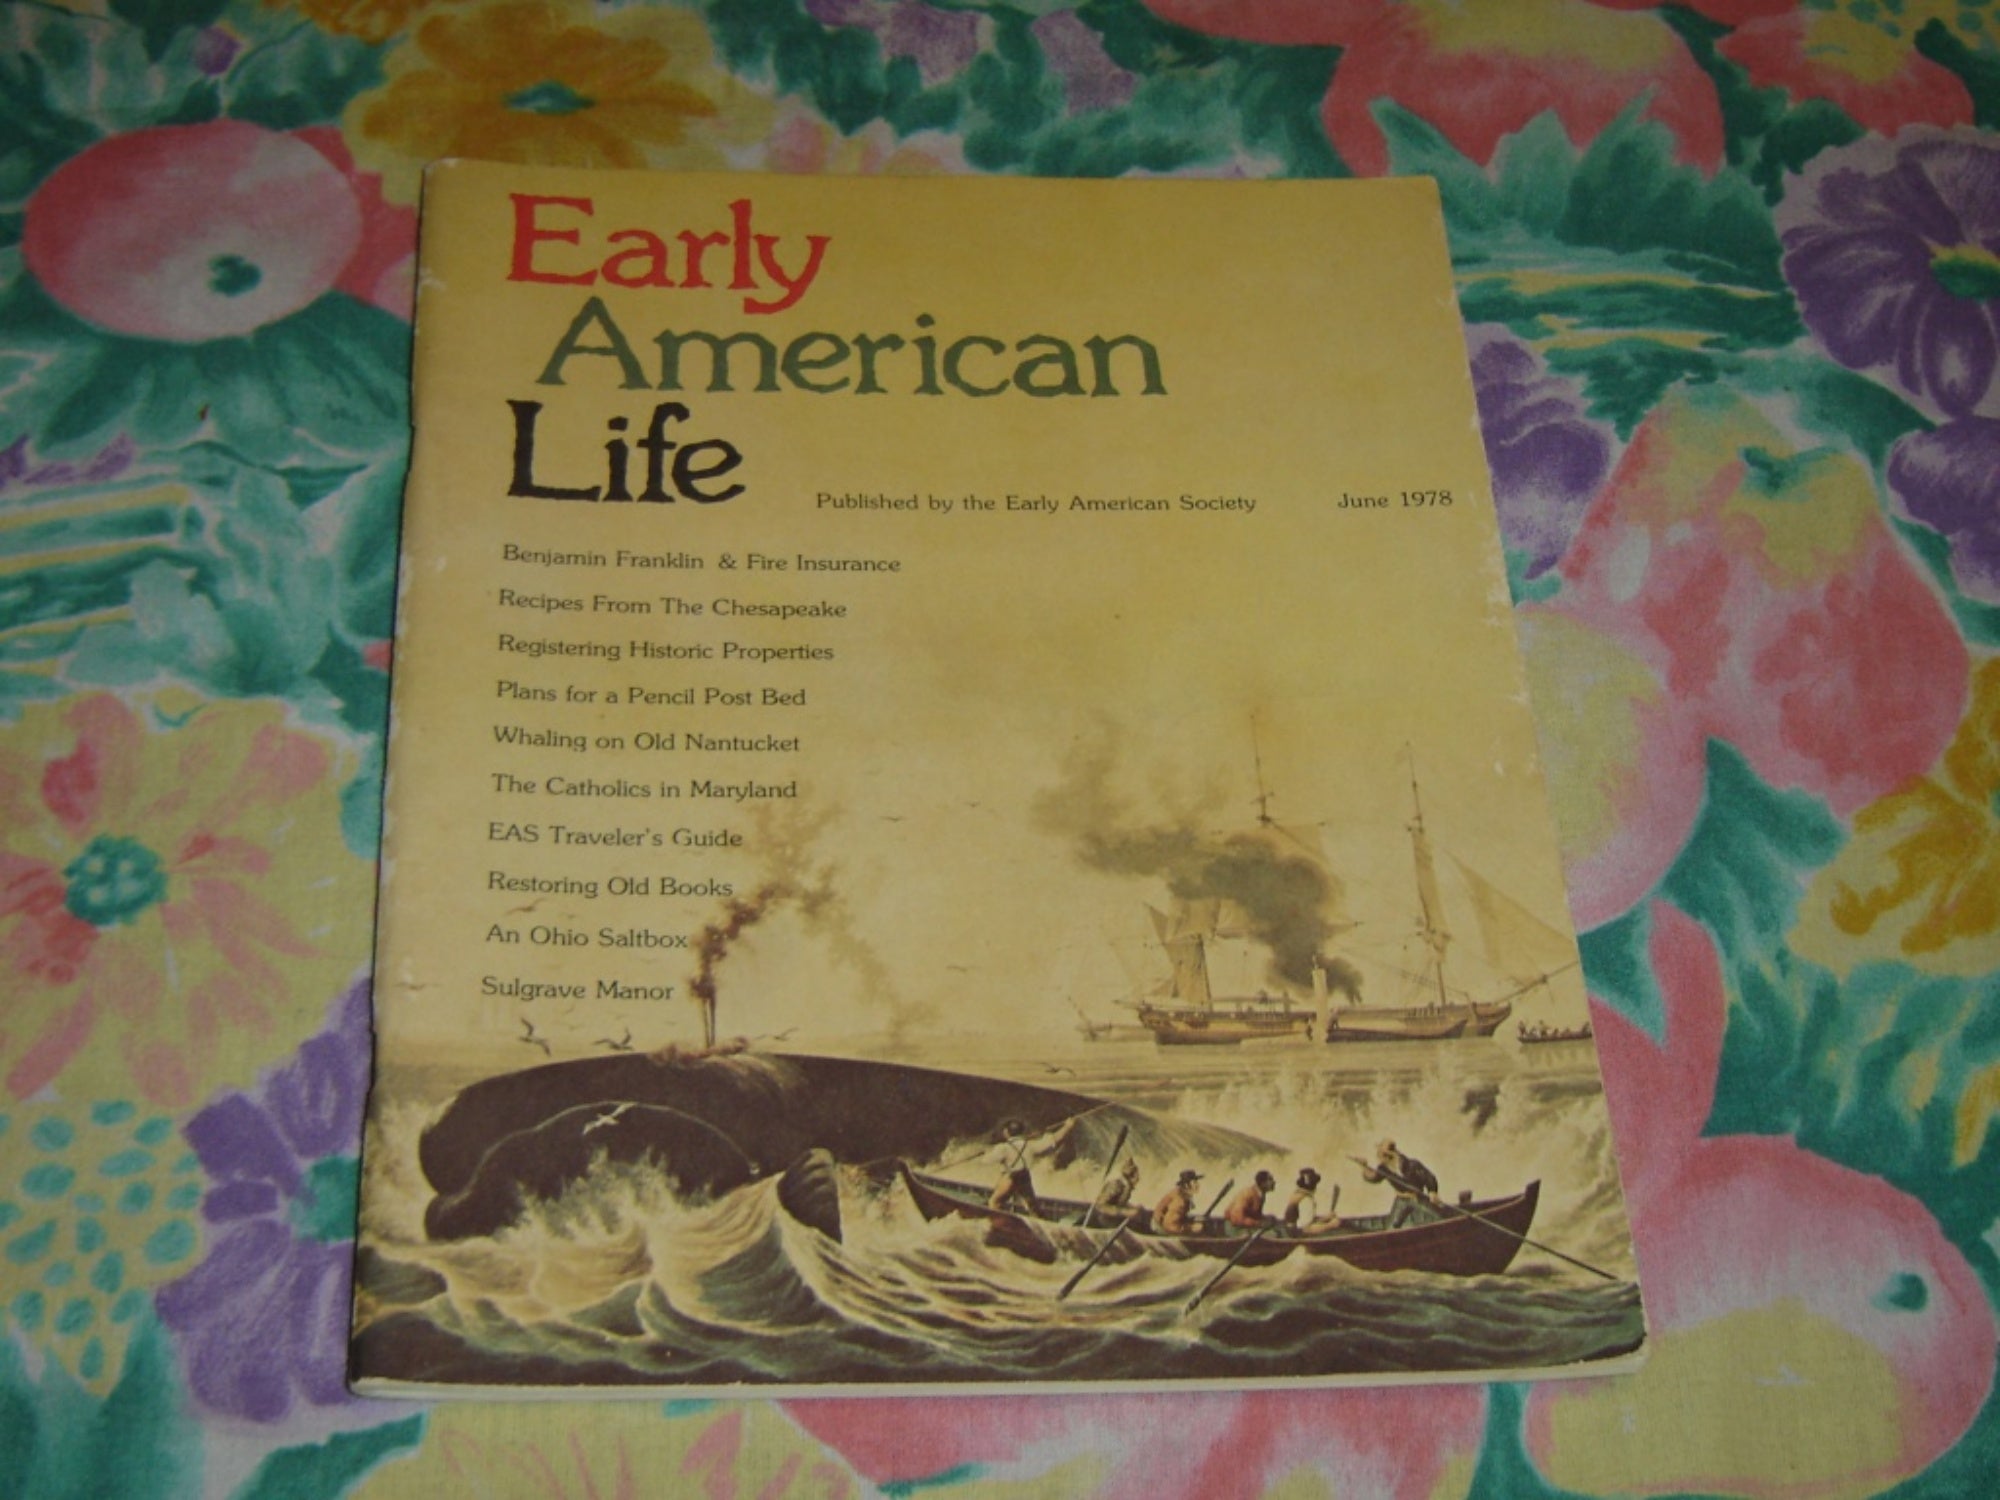 Early
American
Life
Published by the Early American Society June 1978
Benjamin Franklin & Fire Insurance
Recipes From The Chesapeake
Registering Historic Properties
Plans for a Pencil Post Bed
Whaling on Old Nantucket
The Catholics in Maryland
EAS Traveler's Guide
Restoring Old Books
An Ohio Saltbox
Sulgrave Manor